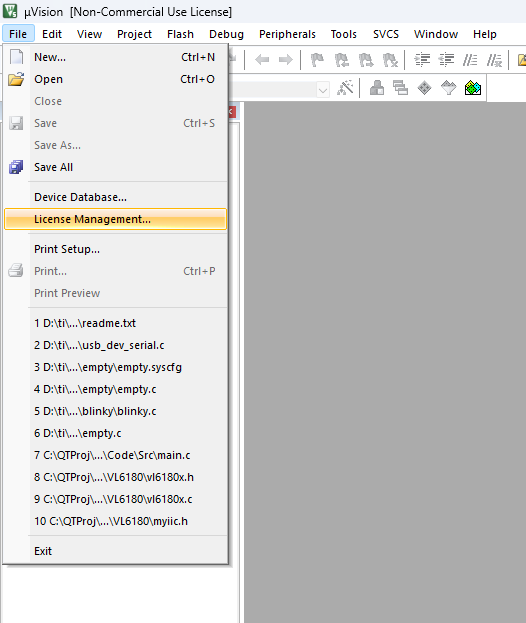 µVision [Non-Commercial Use License]
File Edit View Project Flash Debug Peripherals Tools SVCS Window Help
New... Ctrl+N
Open Ctrl+O
Close
Save Ctrl+S
Save As...
Save All
Device Database...
License Management...
Print Setup...
Print... Ctrl+P
Print Preview
1 D:\ti\...\readme.txt
2 D:\ti\...\usb_dev_serial.c
3 D:\ti\...\empty\empty.syscfg
4 D:\ti\...\empty\empty.c
5 D:\ti\...\blinky\blinky.c
6 D:\ti\...\empty.c
7 C:\QTProj\...\Code\Src\main.c
8 C:\QTProj\...\VL6180\vl6180x.h
9 C:\QTProj\...\VL6180\vl6180x.c
10 C:\QTProj\...\VL6180\myiic.h
Exit